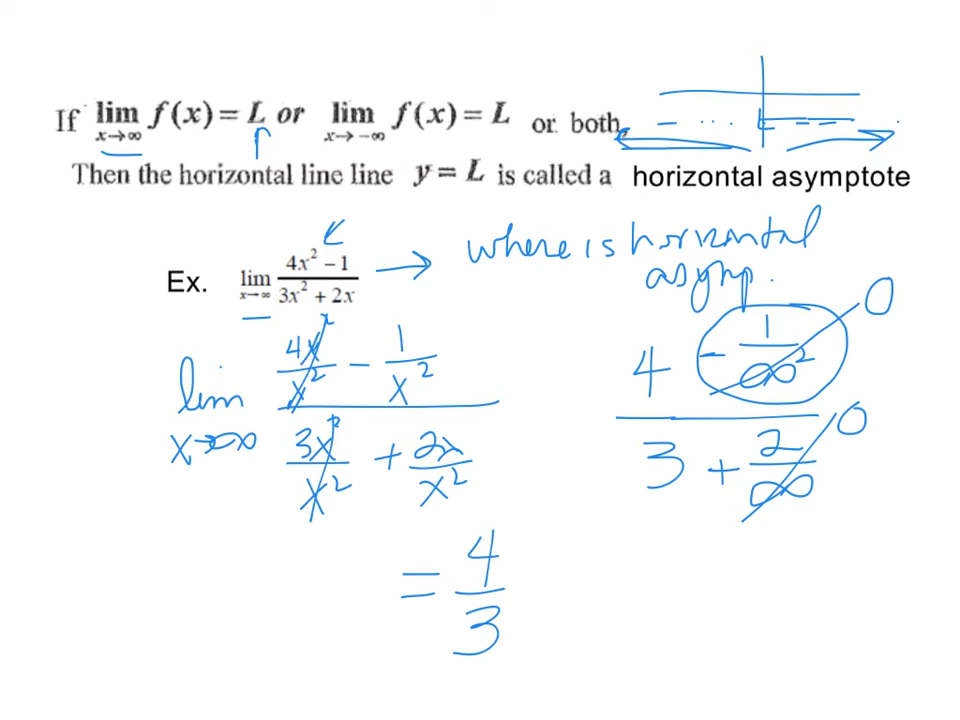 If lim x→∞ f(x) = L or lim x→-∞ f(x) = L or both,
Then the horizontal line line y = L is called a horizontal asymptote
Ex. lim x→∞ (4x² - 1)/(3x² + 2x) → where is horizontal
asymp.
lim x→∞ (4x²/x² - 1/x²)/(3x²/x² + 2x/x²)
(4 - 1/∞²)/(3 + 2/∞)
0
0
= 4/3